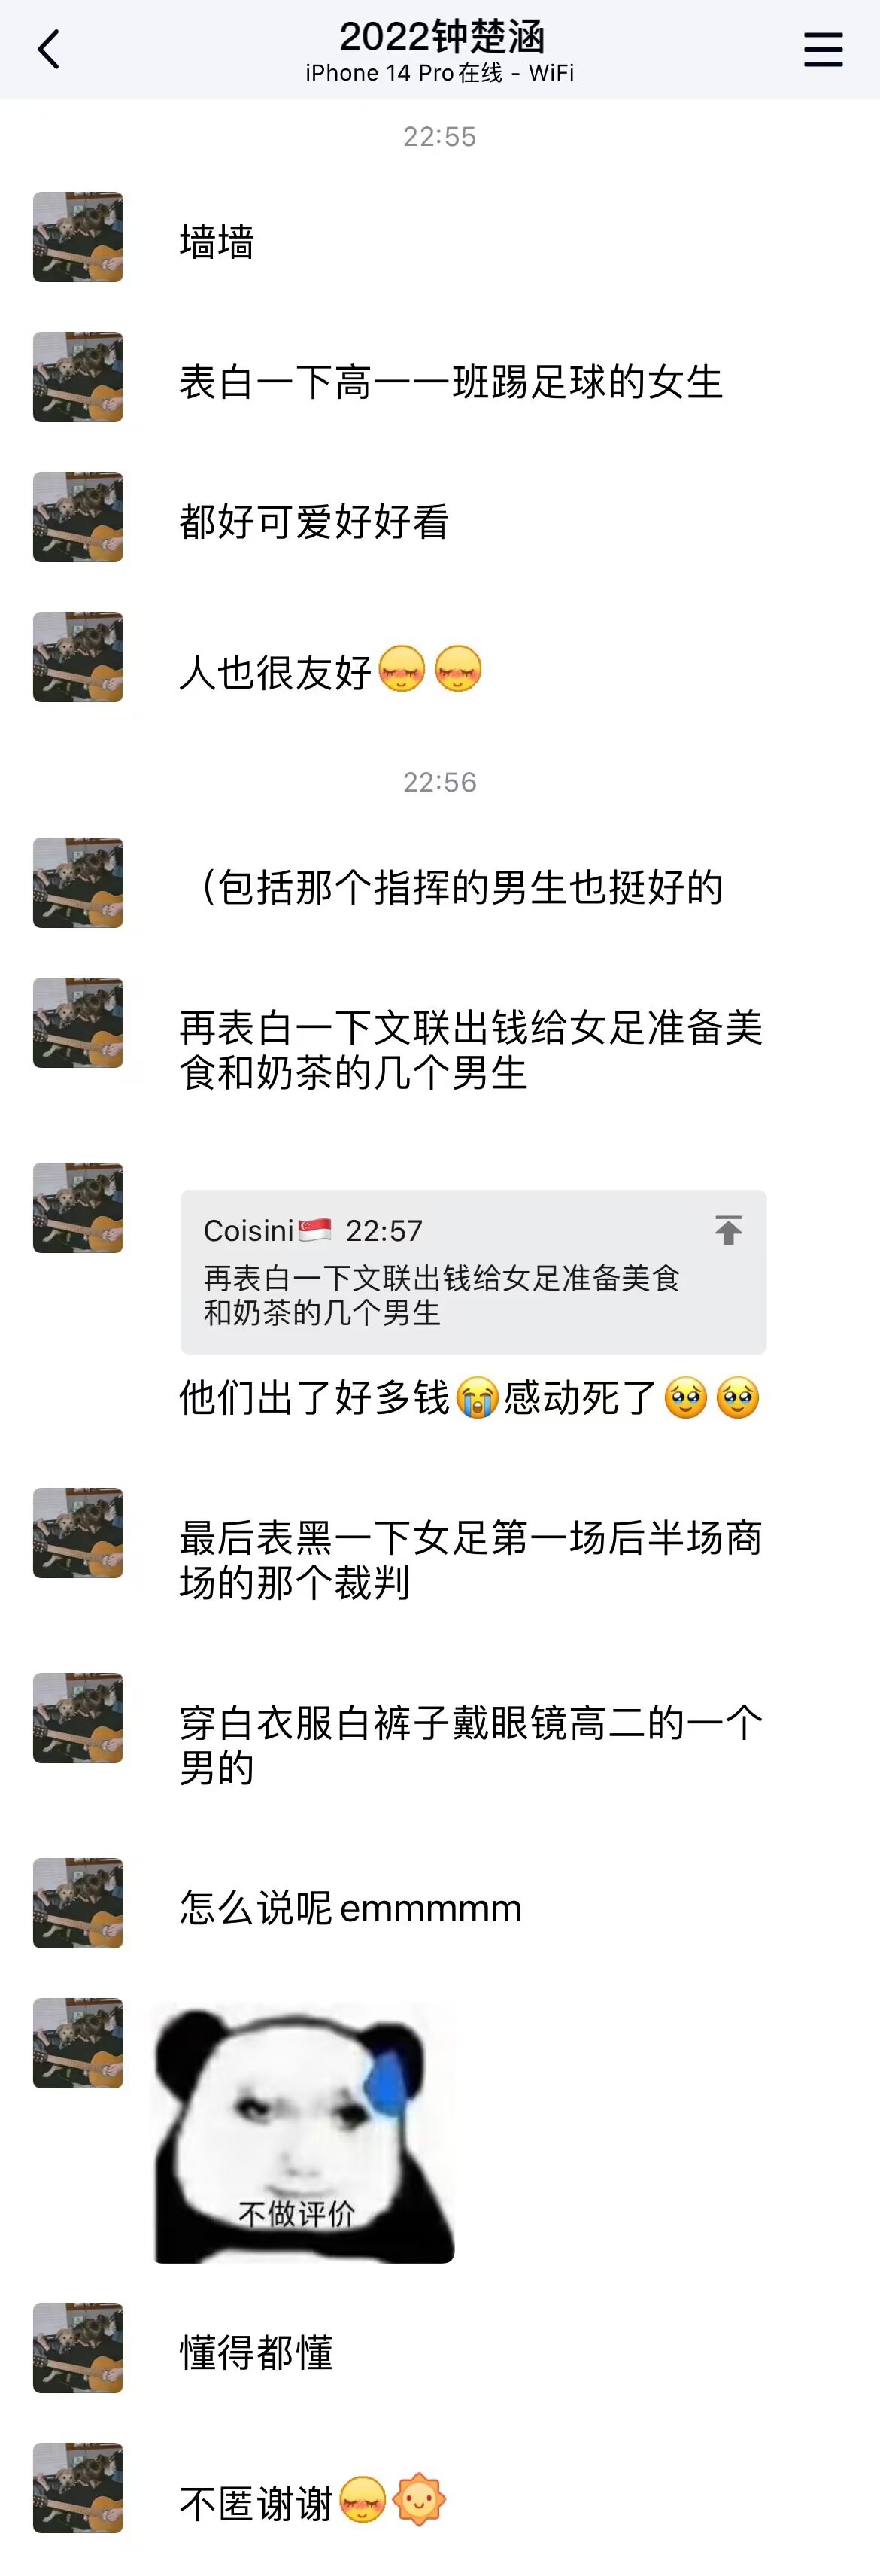 2022钟楚涵
iPhone 14 Pro在线 - WiFi
22:55
墙墙
表白一下高一一班踢足球的女生
都好可爱好好看
人也很友好
22:56
（包括那个指挥的男生也挺好的
再表白一下文联出钱给女足准备美
食和奶茶的几个男生
Coisini🇸🇬 22:57
再表白一下文联出钱给女足准备美食
和奶茶的几个男生
他们出了好多钱😭感动死了🥹🥹
最后表黑一下女足第一场后半场商
场的那个裁判
穿白衣服白裤子戴眼镜高二的一个
男的
怎么说呢emmmmm
不做评价
懂得都懂
不匿谢谢